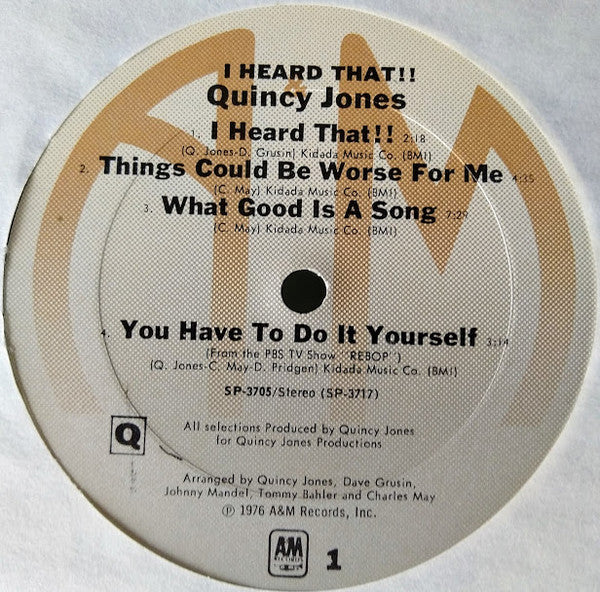 I HEARD THAT!!
Quincy Jones
1. I Heard That!! 2:18
(Q. Jones-D. Grusin) Kidada Music Co. (BMI)
2. Things Could Be Worse For Me 4:35
(C. May) Kidada Music Co. (BMI)
3. What Good Is A Song 2:29
(C. May) Kidada Music Co. (BMI)
4. You Have To Do It Yourself 3:14
(From the PBS TV Show "REBOP")
(Q. Jones-C. May-D. Pridgen) Kidada Music Co. (BMI)
SP-3705/Stereo (SP-3717)
Q
All selections Produced by Quincy Jones
for Quincy Jones Productions
Arranged by Quincy Jones, Dave Grusin,
Johnny Mandel, Tommy Bahler and Charles May
℗ 1976 A&M Records, Inc.
AM
RECORDS
1